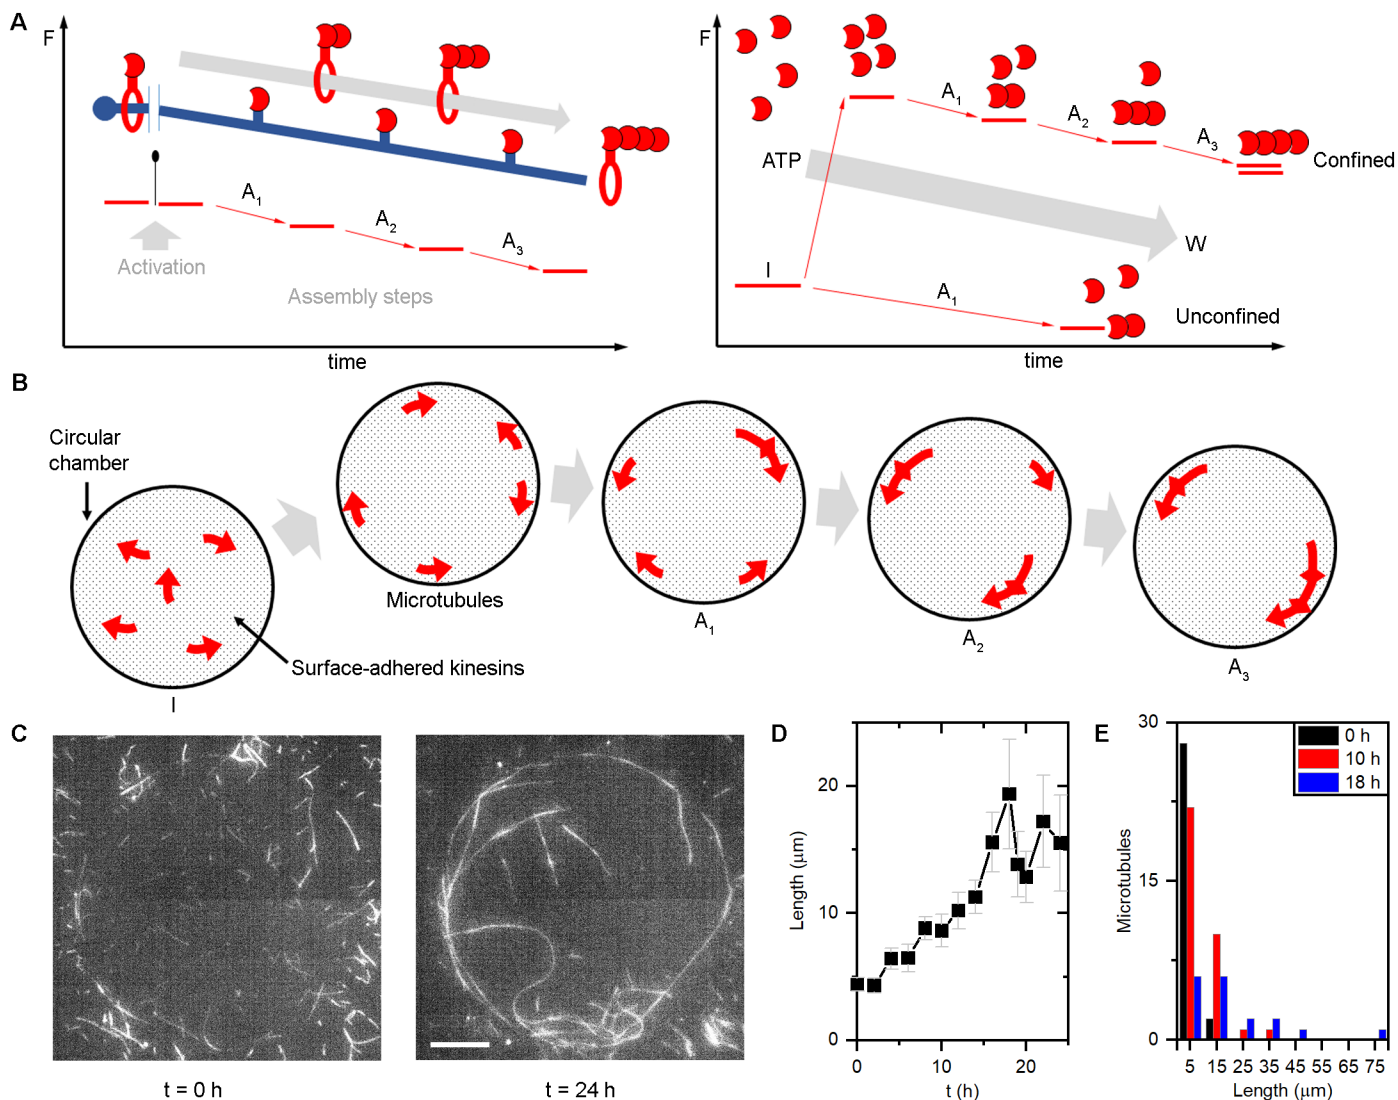 A
F
Activation
A1
A2
A3
Assembly steps
time
F
A1
A2
A3
Confined
ATP
W
I
A1
Unconfined
time
B
Circular
chamber
Microtubules
A1
A2
A3
Surface-adhered kinesins
I
C
t = 0 h
t = 24 h
D
Length (μm)
20
10
0
0
10
20
t (h)
E
Microtubules
30
15
0
0 h
10 h
18 h
5 15 25 35 45 55 65 75
Length (μm)